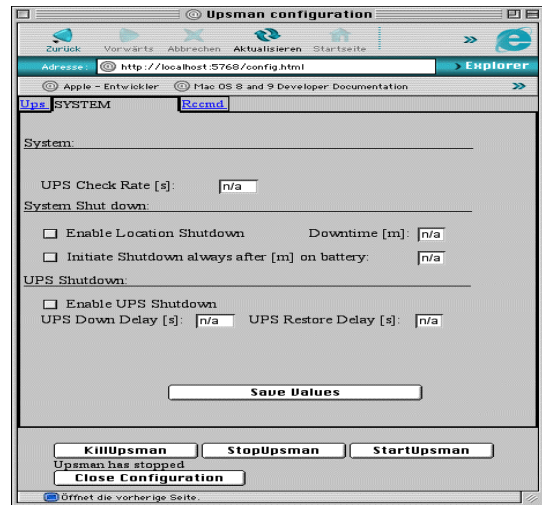 Upsman configuration
Zurück Vorwärts Abbrechen Aktualisieren Startseite »
Adresse: http://localhost:5768/config.html > Explorer
Apple - Entwickler Mac OS 8 and 9 Developer Documentation »
Ups SYSTEM Rccmd
System:
UPS Check Rate [s]: n/a
System Shut down:
Enable Location Shutdown Downtime [m]: n/a
Initiate Shutdown always after [m] on battery: n/a
UPS Shutdown:
Enable UPS Shutdown
UPS Down Delay [s]: n/a UPS Restore Delay [s]: n/a
Save Values
KillUpsman StopUpsman StartUpsman
Upsman has stopped
Close Configuration
Öffnet die vorherige Seite.